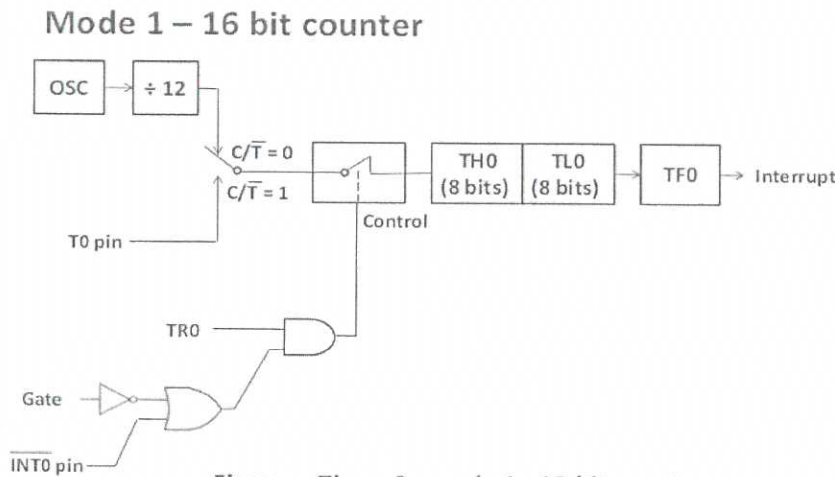 Mode 1 – 16 bit counter
OSC
÷ 12
C/T̅ = 0
C/T̅ = 1
T0 pin
Control
TH0
(8 bits)
TL0
(8 bits)
TF0
Interrupt
TR0
Gate
I̅N̅T̅0̅ pin